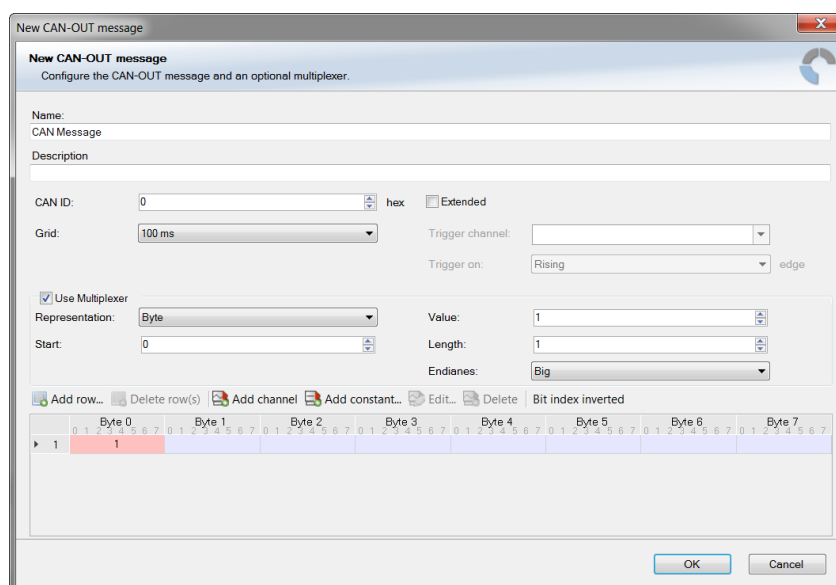 New CAN-OUT message
New CAN-OUT message
Configure the CAN-OUT message and an optional multiplexer.
Name:
CAN Message
Description
CAN ID: 0 hex Extended
Grid: 100 ms Trigger channel:
Trigger on: Rising edge
Use Multiplexer
Representation: Byte Value: 1
Start: 0 Length: 1
Endianes: Big
Add row... Delete row(s) Add channel Add constant... Edit... Delete Bit index inverted
Byte 0 Byte 1 Byte 2 Byte 3 Byte 4 Byte 5 Byte 6 Byte 7
0 1 2 3 4 5 6 7 0 1 2 3 4 5 6 7 0 1 2 3 4 5 6 7 0 1 2 3 4 5 6 7 0 1 2 3 4 5 6 7 0 1 2 3 4 5 6 7 0 1 2 3 4 5 6 7 0 1 2 3 4 5 6 7
1 1
OK Cancel